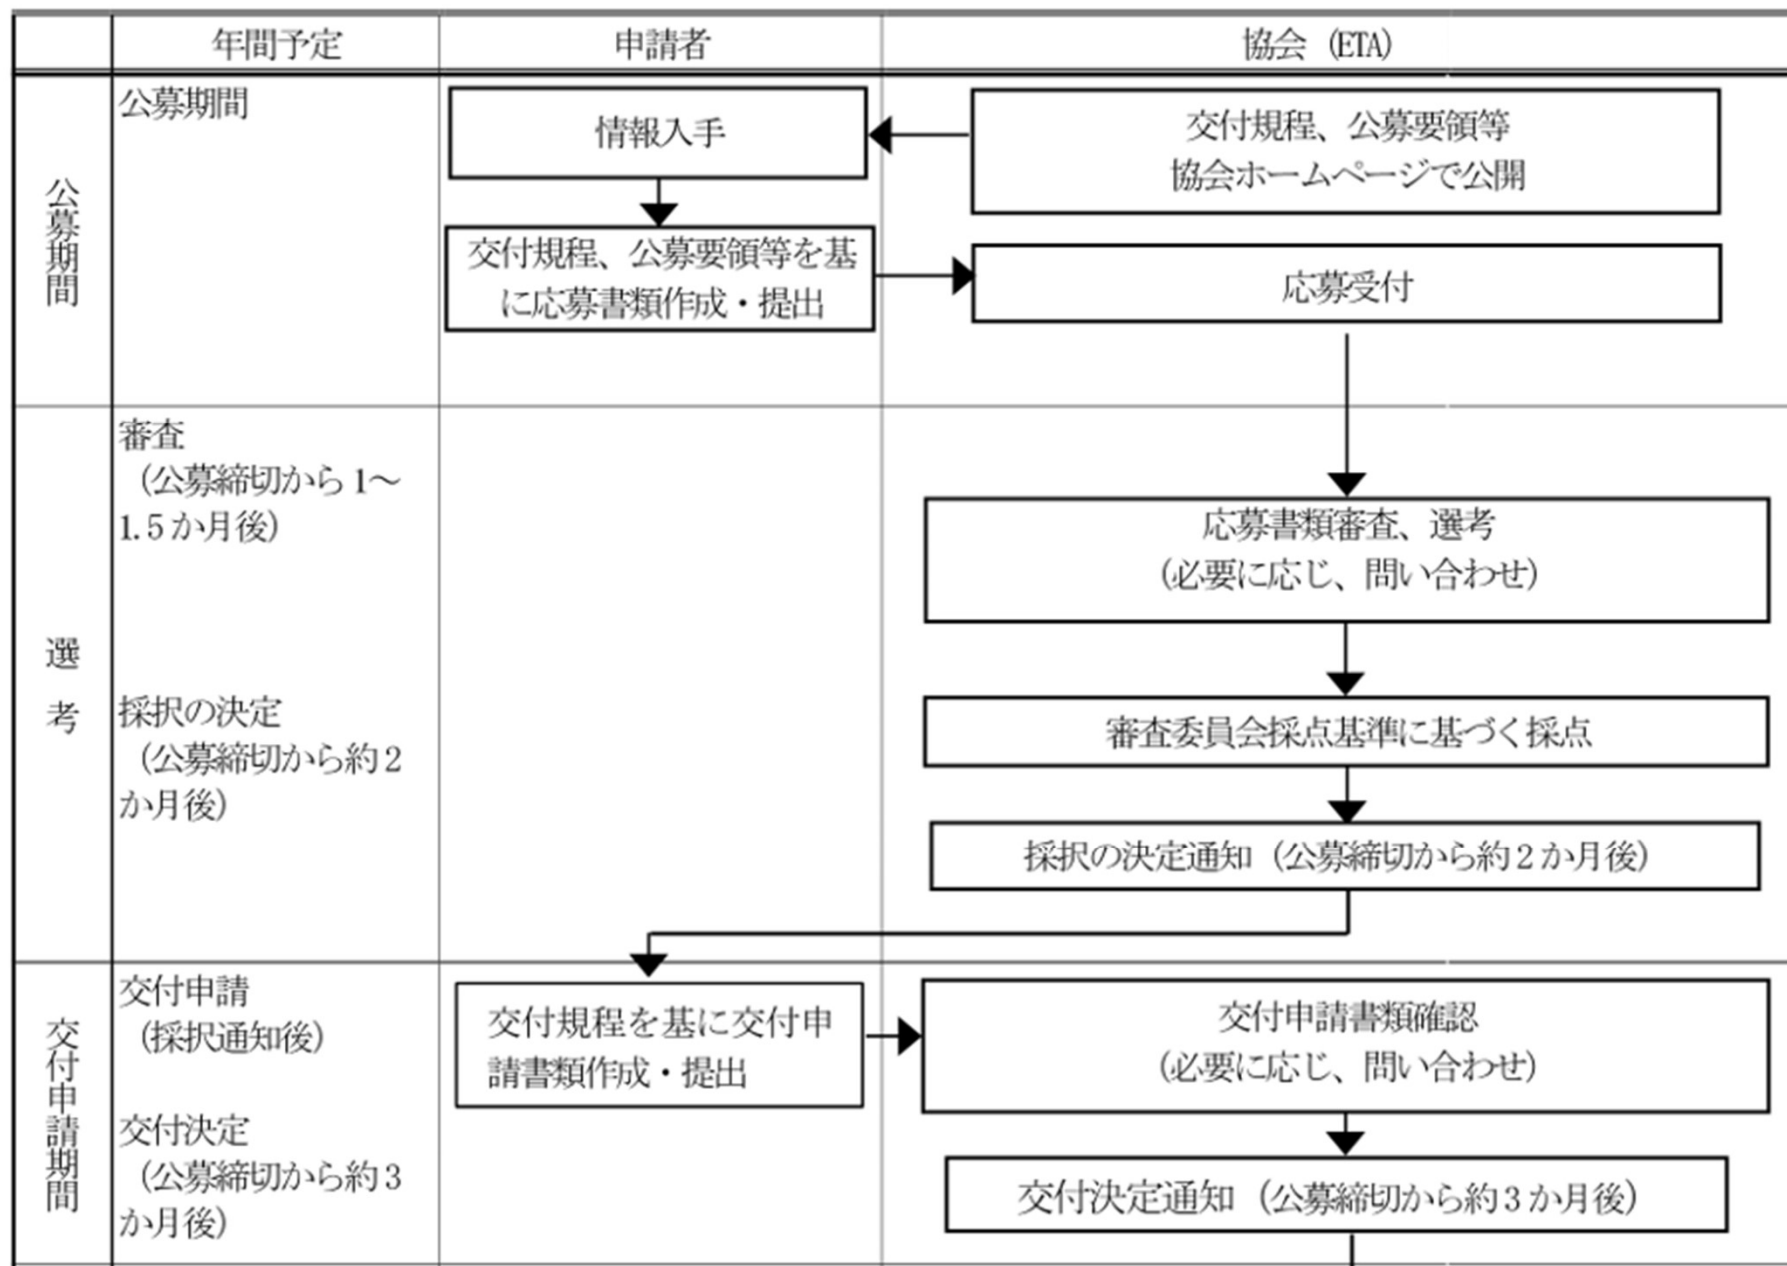 年間予定
申請者
協会 (ETA)
公募期間
公募期間
情報入手
交付規程、公募要領等
協会ホームページで公開
交付規程、公募要領等を基
に応募書類作成・提出
応募受付
選考
審査
(公募締切から 1～
1.5 か月後)
応募書類審査、選考
(必要に応じ、問い合わせ)
採択の決定
(公募締切から約 2
か月後)
審査委員会採点基準に基づく採点
採択の決定通知 (公募締切から約 2 か月後)
交付申請期間
交付申請
(採択通知後)
交付規程を基に交付申
請書類作成・提出
交付申請書類確認
(必要に応じ、問い合わせ)
交付決定
(公募締切から約 3
か月後)
交付決定通知 (公募締切から約 3 か月後)